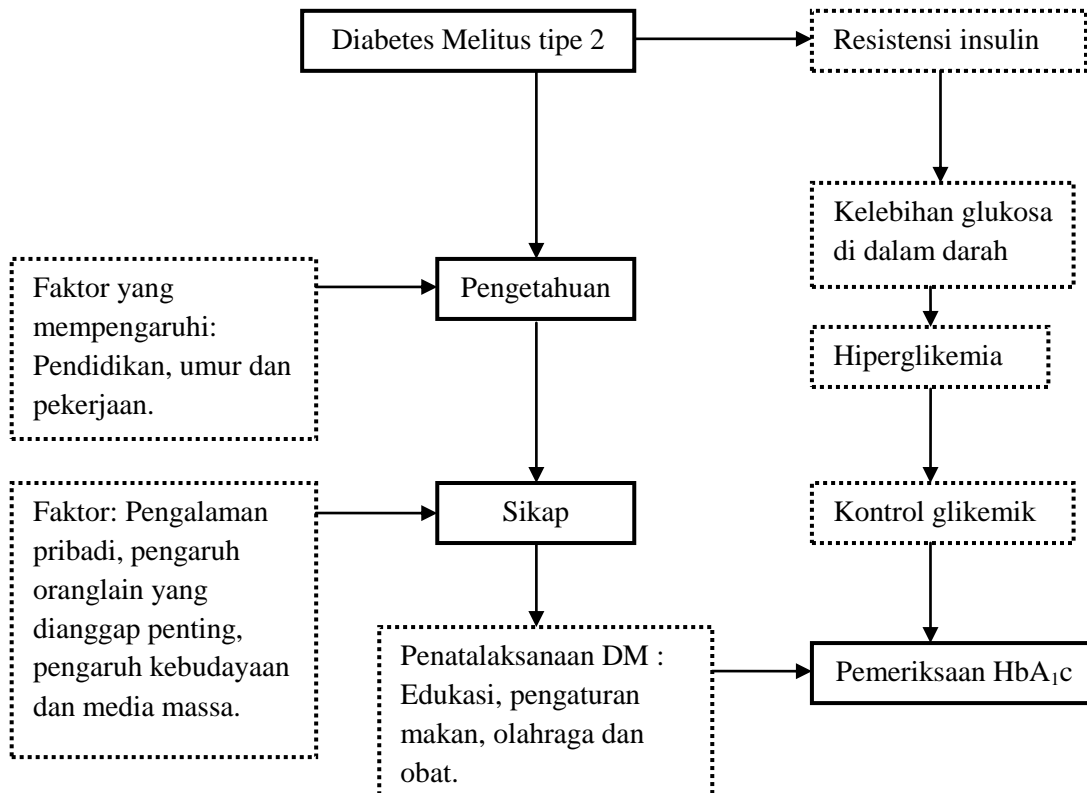 Diabetes Melitus tipe 2
Resistensi insulin
Kelebihan glukosa
di dalam darah
Faktor yang
mempengaruhi:
Pendidikan, umur dan
pekerjaan.
Pengetahuan
Hiperglikemia
Faktor: Pengalaman
pribadi, pengaruh
oranglain yang
dianggap penting,
pengaruh kebudayaan
dan media massa.
Sikap
Kontrol glikemik
Penatalaksanaan DM :
Edukasi, pengaturan
makan, olahraga dan
obat.
Pemeriksaan HbA₁c